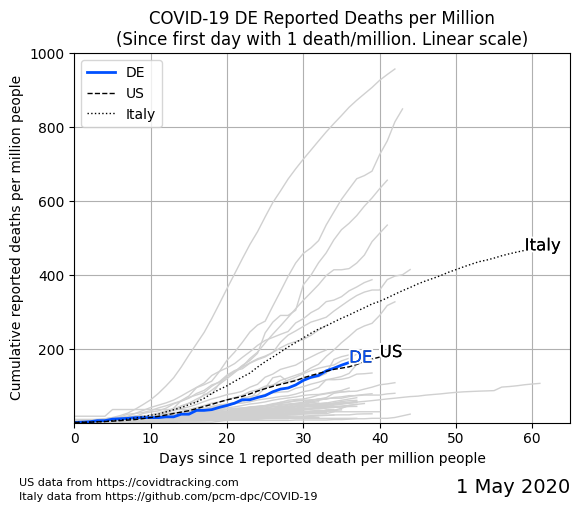 COVID-19 DE Reported Deaths per Million
(Since first day with 1 death/million. Linear scale)
Cumulative reported deaths per million people
1000
800
600
400
200
DE
US
Italy
Italy
DE
US
0
10
20
30
40
50
60
Days since 1 reported death per million people
US data from https://covidtracking.com
Italy data from https://github.com/pcm-dpc/COVID-19
1 May 2020